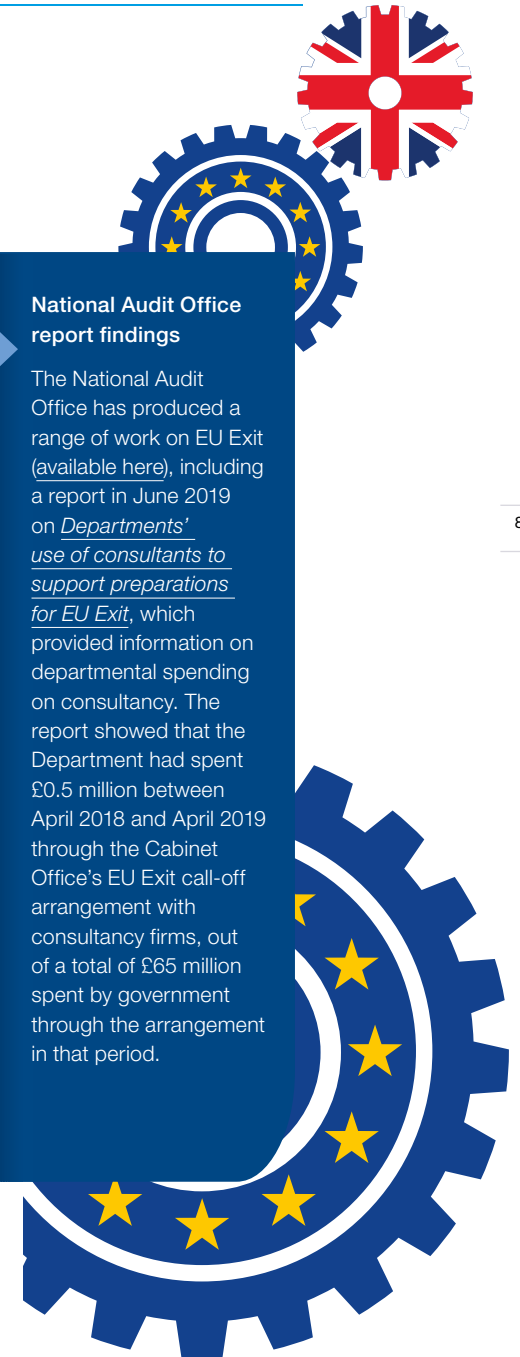 National Audit Office
report findings
The National Audit
Office has produced a
range of work on EU Exit
(available here), including
a report in June 2019
on Departments’
use of consultants to
support preparations
for EU Exit, which
provided information on
departmental spending
on consultancy. The
report showed that the
Department had spent
£0.5 million between
April 2018 and April 2019
through the Cabinet
Office’s EU Exit call-off
arrangement with
consultancy firms, out
of a total of £65 million
spent by government
through the arrangement
in that period.
8